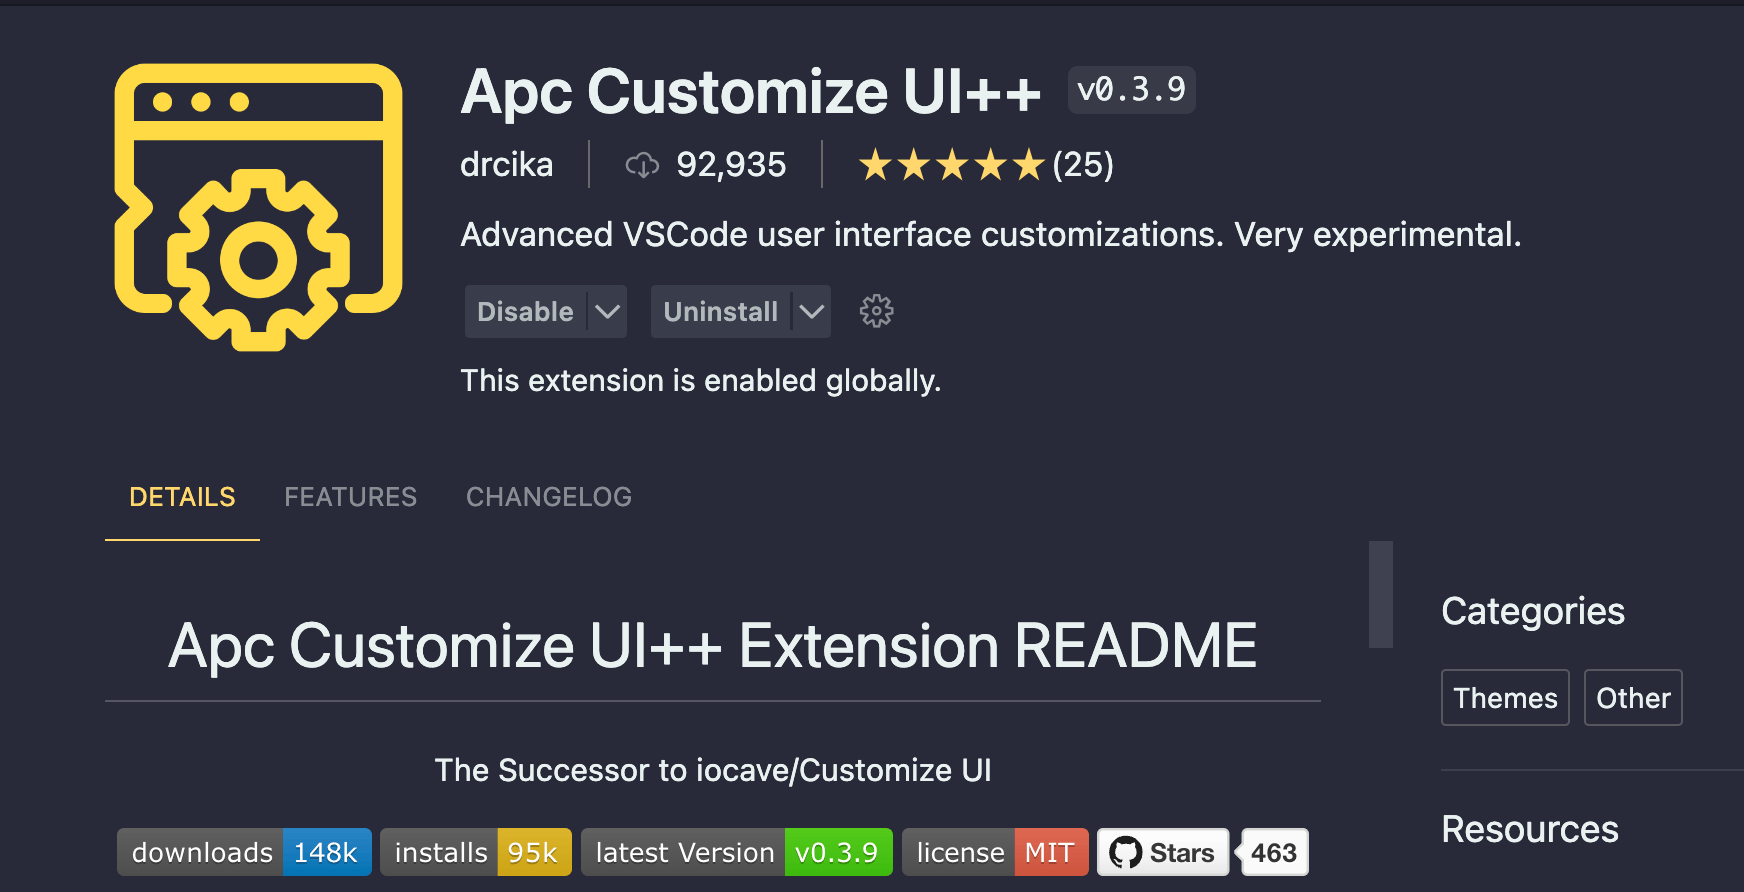 Apc Customize UI++ v0.3.9
drcika 92,935 ★★★★★(25)
Advanced VSCode user interface customizations. Very experimental.
Disable Uninstall
This extension is enabled globally.
DETAILS FEATURES CHANGELOG
Apc Customize UI++ Extension README
The Successor to iocave/Customize UI
downloads 148k installs 95k latest Version v0.3.9 license MIT Stars 463
Categories
Themes Other
Resources